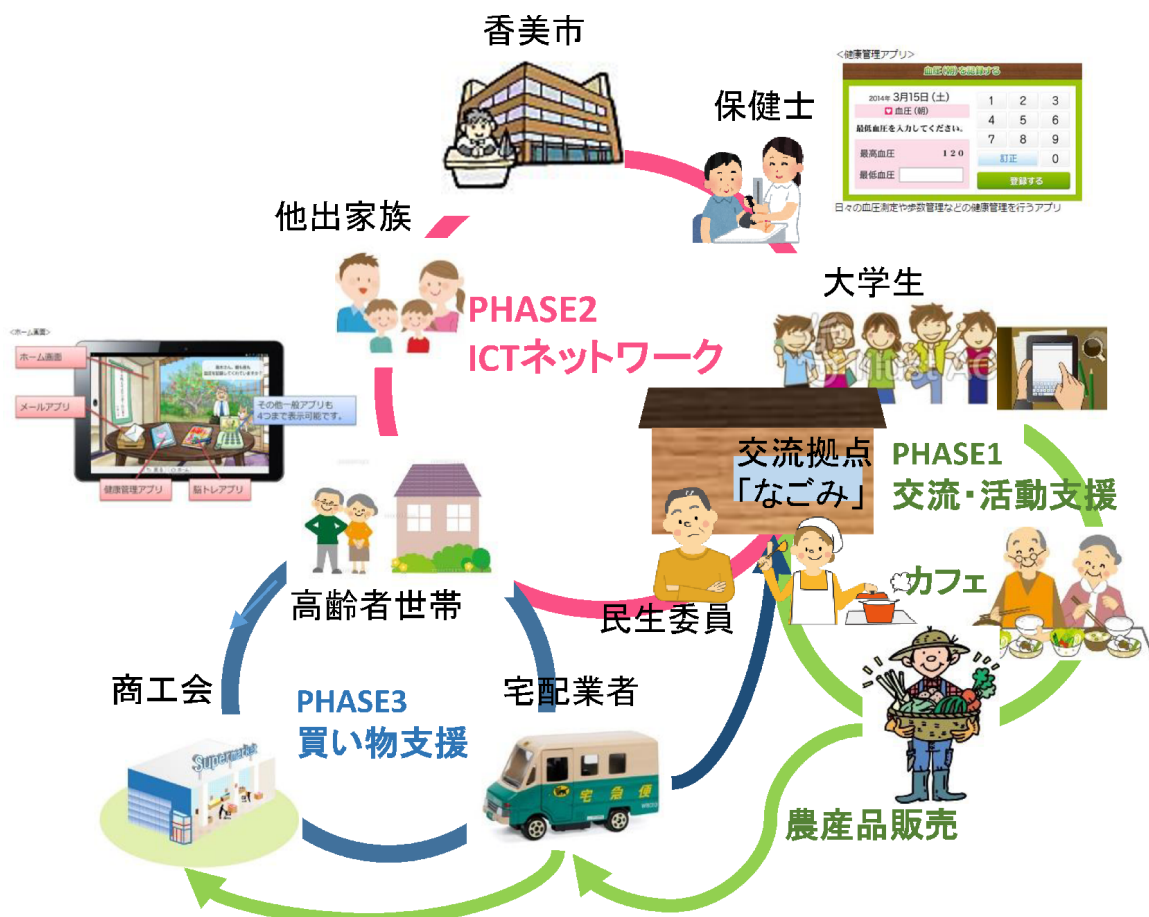 香美市
<健康管理アプリ>
血圧(朝)を記録する
2014年 3月15日(土)
血圧(朝)
最低血圧を入力してください。
最高血圧 120
最低血圧
1 2 3
4 5 6
7 8 9
訂正 0
登録する
日々の血圧測定や歩数管理などの健康管理を行うアプリ
保健士
他出家族
大学生
PHASE2
ICTネットワーク
<ホーム画面>
ホーム画面
メールアプリ
その他一般アプリも
4つまで表示可能です。
健康管理アプリ
脳トレアプリ
交流拠点
「なごみ」
PHASE1
交流・活動支援
カフェ
高齢者世帯
民生委員
商工会
PHASE3
買い物支援
宅配業者
Supermarket
宅急便
農産品販売